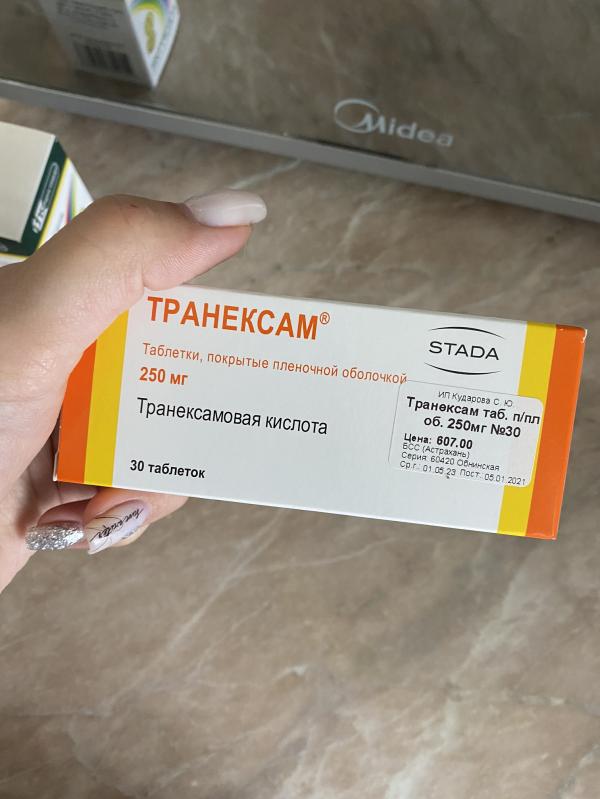 Midea
ТРАНЕКСАМ®
Таблетки, покрытые пленочной оболочкой
250 мг
Транексамовая кислота
30 таблеток
STADA
ИП Кударова С. Ю.
Транексам таб. п/пл
об. 250мг №30
Цена: 607.00
БСС (Астрахань)
Серия: 60420 Обнинская
Ср.г.: 01.05.23 Пост.: 05.01.2021